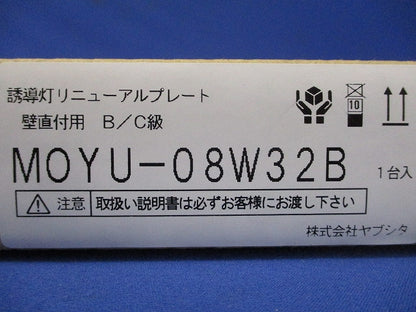 誘導灯リニューアルプレート
壁直付用 B／C級
10
MOYU-08W32B 1台入
注意 取扱い説明書は必ずお客様にお渡し下さい
株式会社ヤブシタ